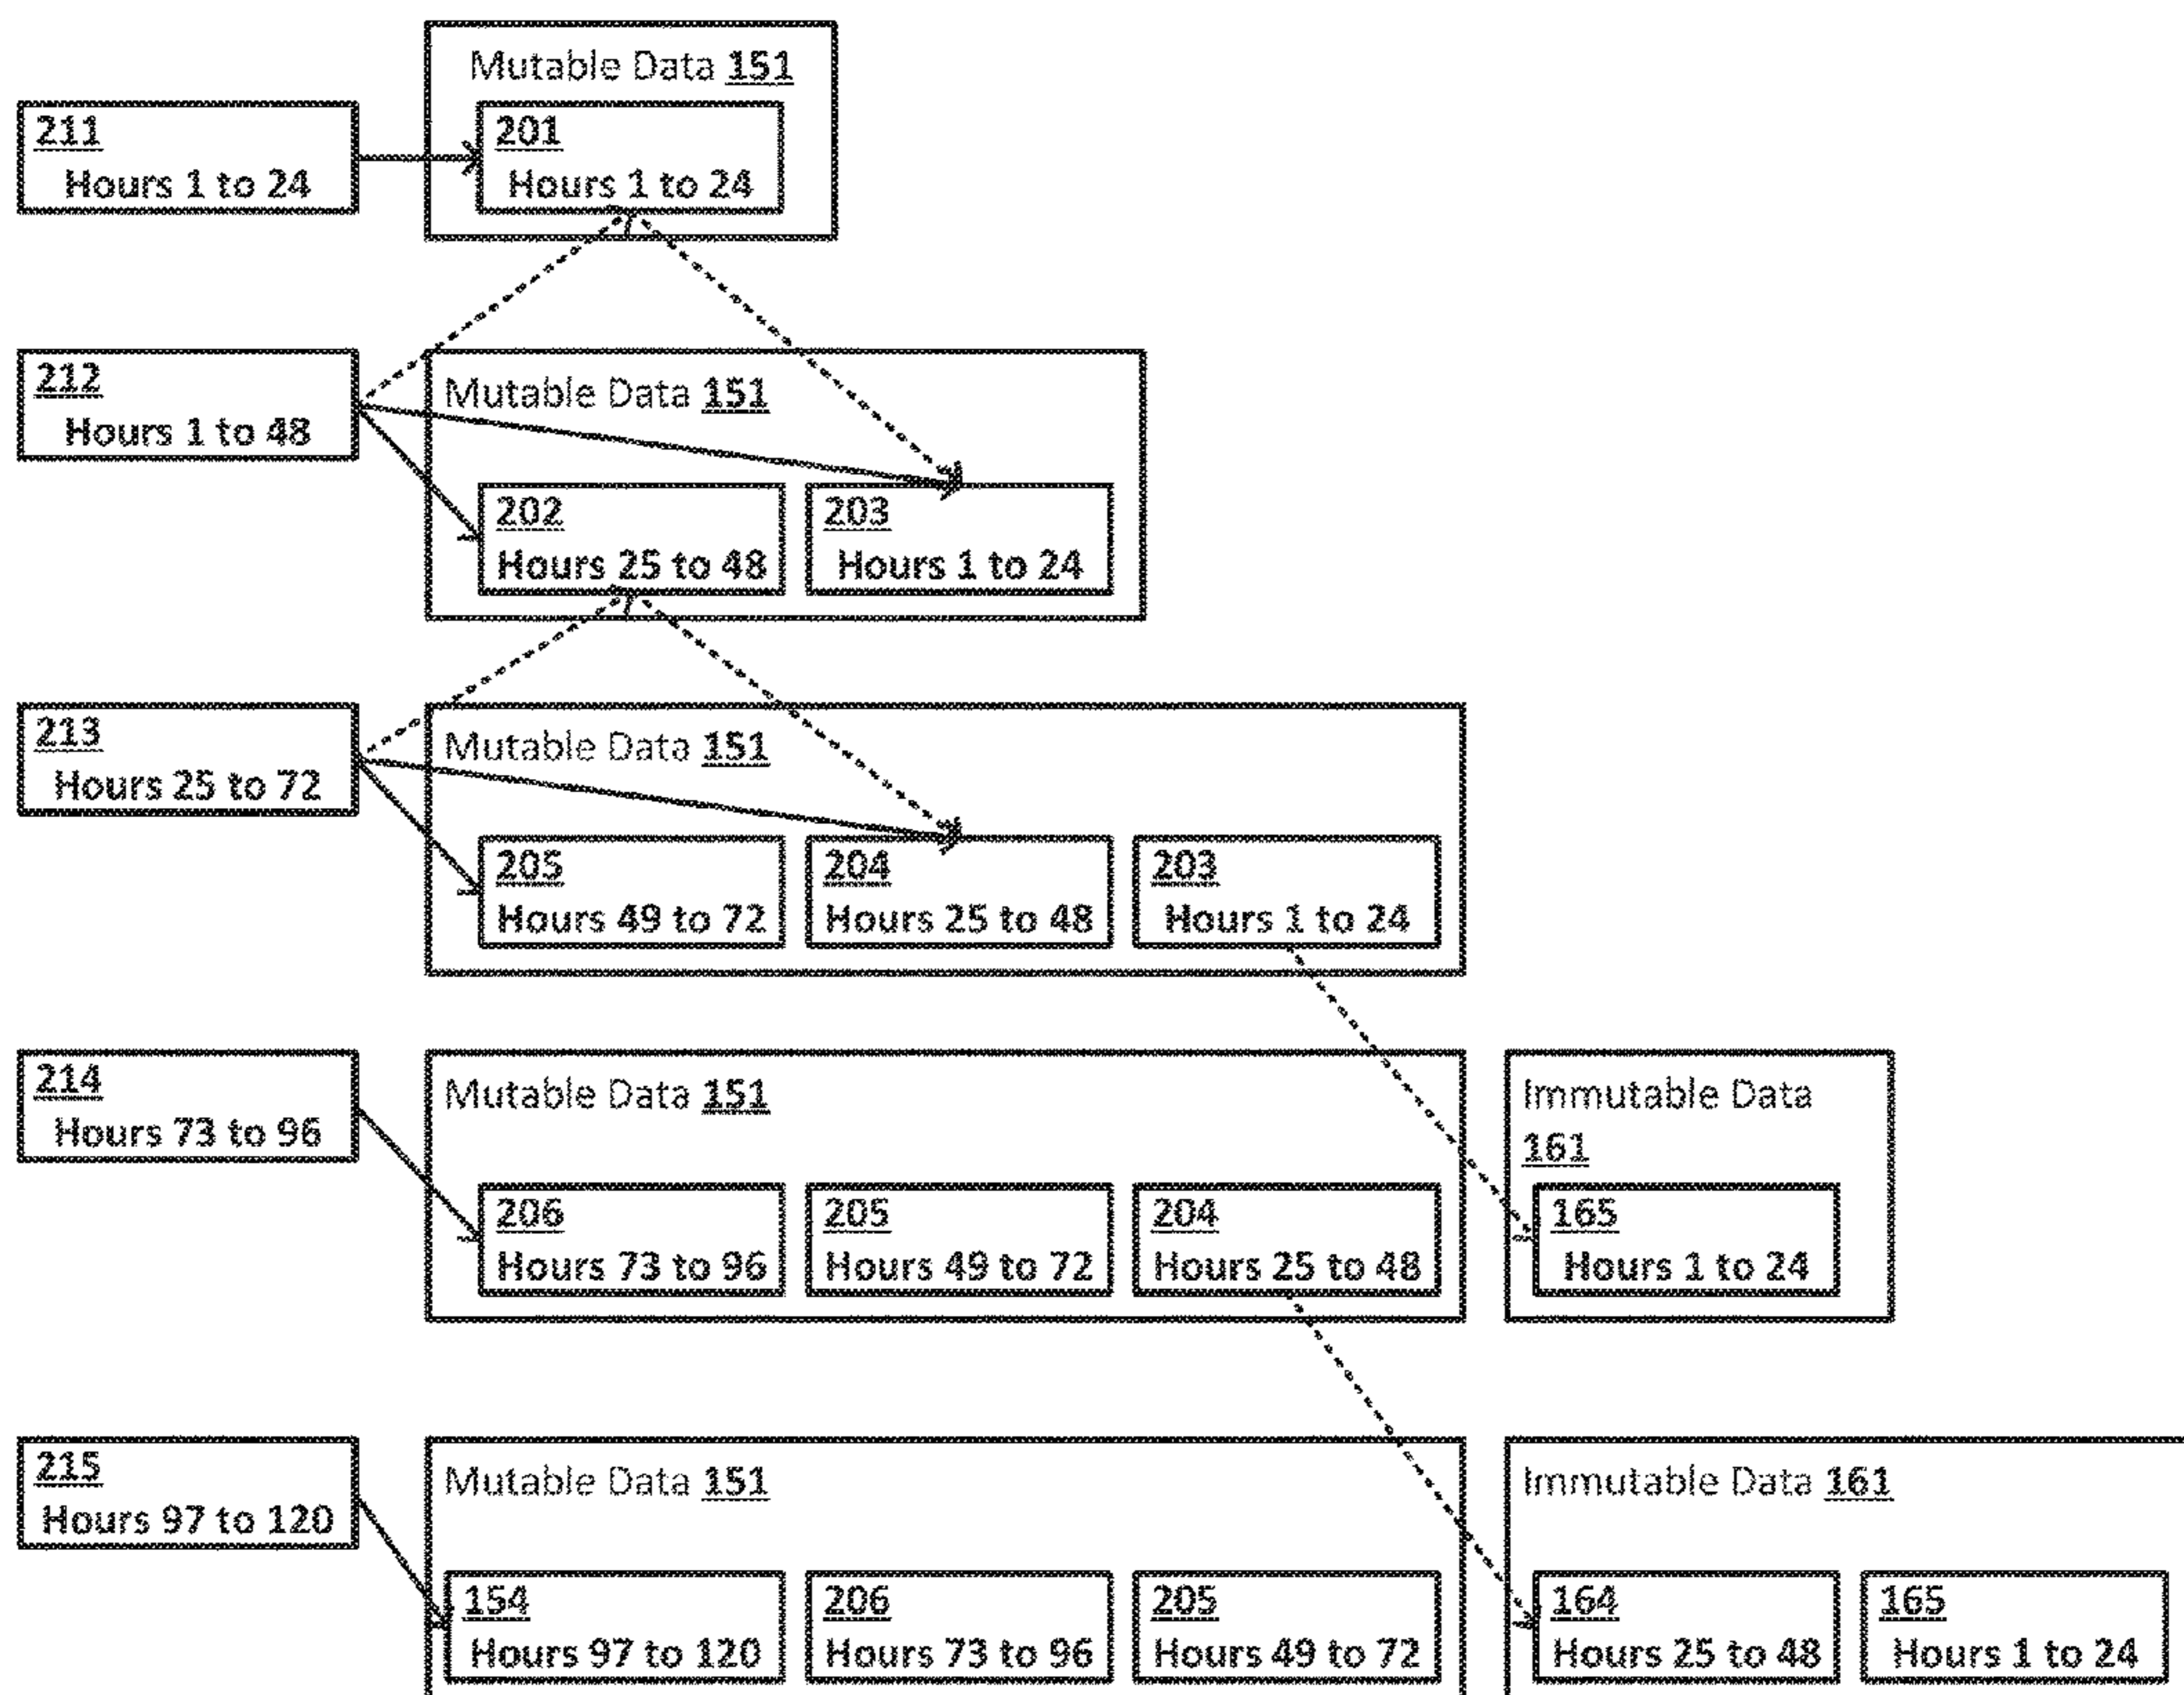 Mutable Data 151
211
Hours 1 to 24
201
Hours 1 to 24
212
Hours 1 to 48
Mutable Data 151
202
Hours 25 to 48
203
Hours 1 to 24
213
Hours 25 to 72
Mutable Data 151
205
Hours 49 to 72
204
Hours 25 to 48
203
Hours 1 to 24
214
Hours 73 to 96
Mutable Data 151
206
Hours 73 to 96
205
Hours 49 to 72
204
Hours 25 to 48
Immutable Data
161
165
Hours 1 to 24
215
Hours 97 to 120
Mutable Data 151
154
Hours 97 to 120
206
Hours 73 to 96
205
Hours 49 to 72
Immutable Data 161
164
Hours 25 to 48
165
Hours 1 to 24